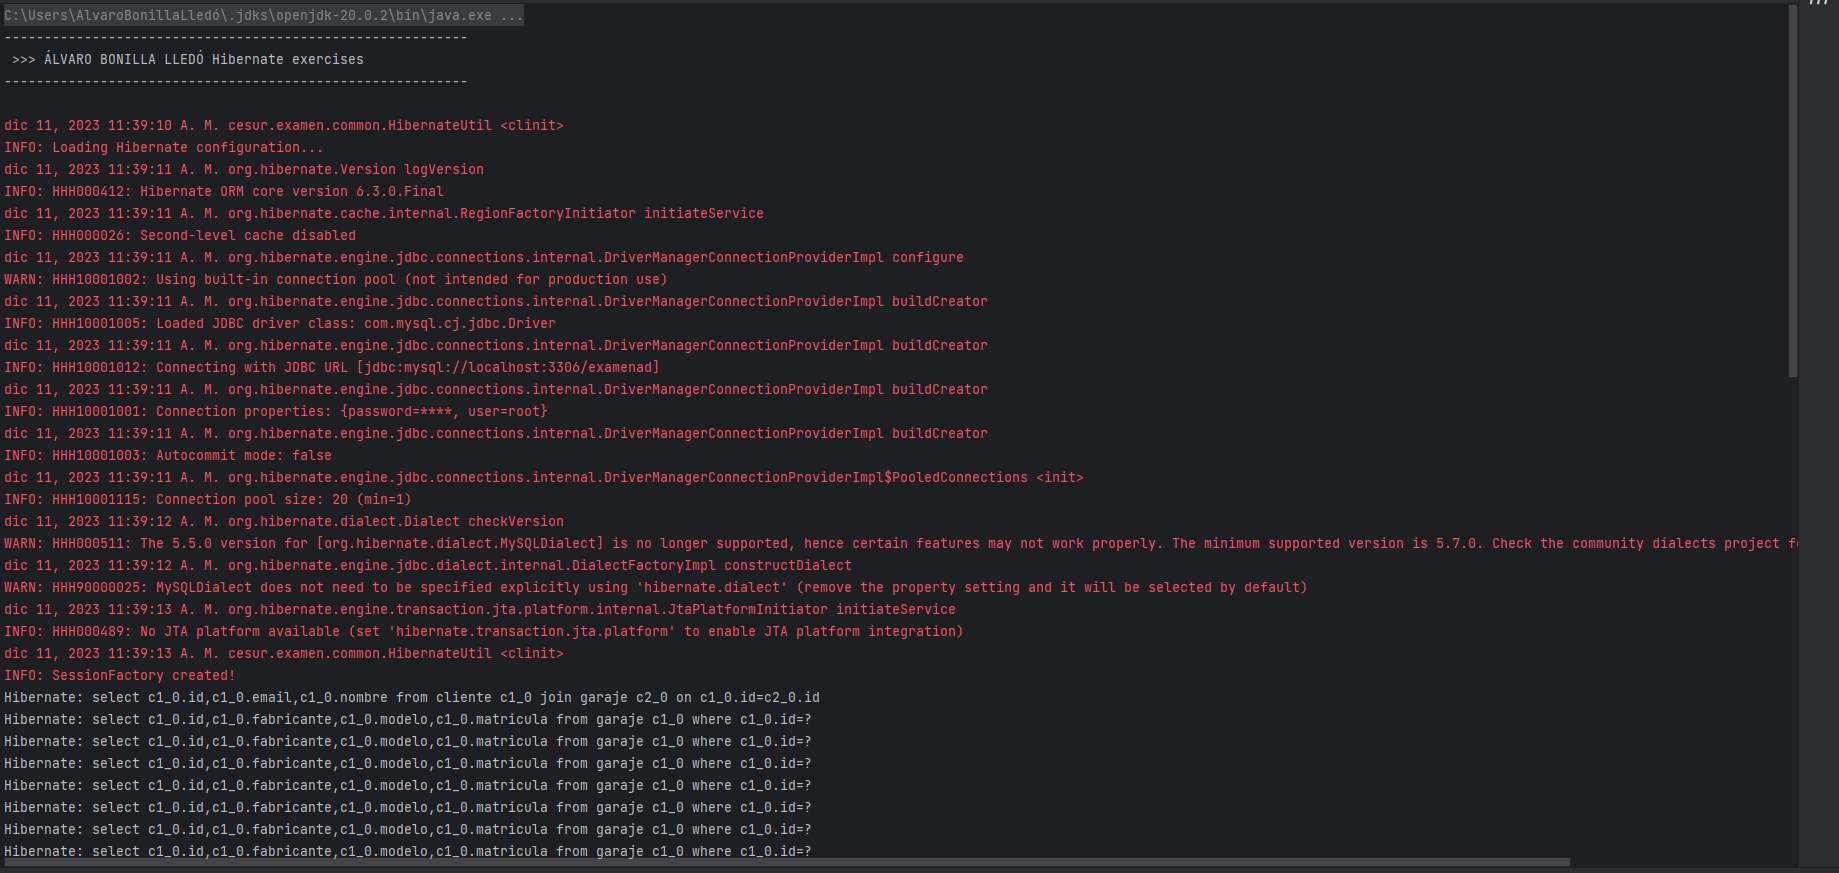 C:\Users\AlvaroBonillaLledó\.jdks\openjdk-20.0.2\bin\java.exe ...
----------------------------------------------------------
 >>> ÁLVARO BONILLA LLEDÓ Hibernate exercises
----------------------------------------------------------
dic 11, 2023 11:39:10 A. M. cesur.examen.common.HibernateUtil <clinit>
INFO: Loading Hibernate configuration...
dic 11, 2023 11:39:11 A. M. org.hibernate.Version logVersion
INFO: HHH000412: Hibernate ORM core version 6.3.0.Final
dic 11, 2023 11:39:11 A. M. org.hibernate.cache.internal.RegionFactoryInitiator initiateService
INFO: HHH000026: Second-level cache disabled
dic 11, 2023 11:39:11 A. M. org.hibernate.engine.jdbc.connections.internal.DriverManagerConnectionProviderImpl configure
WARN: HHH10001002: Using built-in connection pool (not intended for production use)
dic 11, 2023 11:39:11 A. M. org.hibernate.engine.jdbc.connections.internal.DriverManagerConnectionProviderImpl buildCreator
INFO: HHH10001005: Loaded JDBC driver class: com.mysql.cj.jdbc.Driver
dic 11, 2023 11:39:11 A. M. org.hibernate.engine.jdbc.connections.internal.DriverManagerConnectionProviderImpl buildCreator
INFO: HHH10001012: Connecting with JDBC URL [jdbc:mysql://localhost:3306/examenad]
dic 11, 2023 11:39:11 A. M. org.hibernate.engine.jdbc.connections.internal.DriverManagerConnectionProviderImpl buildCreator
INFO: HHH10001001: Connection properties: {password=****, user=root}
dic 11, 2023 11:39:11 A. M. org.hibernate.engine.jdbc.connections.internal.DriverManagerConnectionProviderImpl buildCreator
INFO: HHH10001003: Autocommit mode: false
dic 11, 2023 11:39:11 A. M. org.hibernate.engine.jdbc.connections.internal.DriverManagerConnectionProviderImpl$PooledConnections <init>
INFO: HHH10001115: Connection pool size: 20 (min=1)
dic 11, 2023 11:39:12 A. M. org.hibernate.dialect.Dialect checkVersion
WARN: HHH000511: The 5.5.0 version for [org.hibernate.dialect.MySQLDialect] is no longer supported, hence certain features may not work properly. The minimum supported version is 5.7.0. Check the community dialects project
dic 11, 2023 11:39:12 A. M. org.hibernate.engine.jdbc.dialect.internal.DialectFactoryImpl constructDialect
WARN: HHH90000025: MySQLDialect does not need to be specified explicitly using 'hibernate.dialect' (remove the property setting and it will be selected by default)
dic 11, 2023 11:39:13 A. M. org.hibernate.engine.transaction.jta.platform.internal.JtaPlatformInitiator initiateService
INFO: HHH000489: No JTA platform available (set 'hibernate.transaction.jta.platform' to enable JTA platform integration)
dic 11, 2023 11:39:13 A. M. cesur.examen.common.HibernateUtil <clinit>
INFO: SessionFactory created!
Hibernate: select c1_0.id,c1_0.email,c1_0.nombre from cliente c1_0 join garaje c2_0 on c1_0.id=c2_0.id
Hibernate: select c1_0.id,c1_0.fabricante,c1_0.modelo,c1_0.matricula from garaje c1_0 where c1_0.id=?
Hibernate: select c1_0.id,c1_0.fabricante,c1_0.modelo,c1_0.matricula from garaje c1_0 where c1_0.id=?
Hibernate: select c1_0.id,c1_0.fabricante,c1_0.modelo,c1_0.matricula from garaje c1_0 where c1_0.id=?
Hibernate: select c1_0.id,c1_0.fabricante,c1_0.modelo,c1_0.matricula from garaje c1_0 where c1_0.id=?
Hibernate: select c1_0.id,c1_0.fabricante,c1_0.modelo,c1_0.matricula from garaje c1_0 where c1_0.id=?
Hibernate: select c1_0.id,c1_0.fabricante,c1_0.modelo,c1_0.matricula from garaje c1_0 where c1_0.id=?
Hibernate: select c1_0.id,c1_0.fabricante,c1_0.modelo,c1_0.matricula from garaje c1_0 where c1_0.id=?